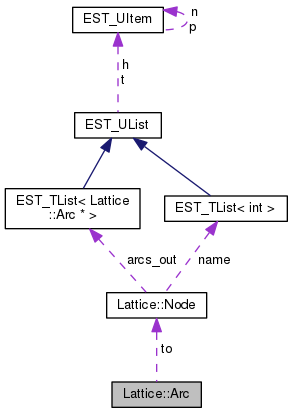 EST_UItem
n
p
h
t
EST_UList
EST_TList< Lattice
::Arc * >
EST_TList< int >
arcs_out
name
Lattice::Node
to
Lattice::Arc